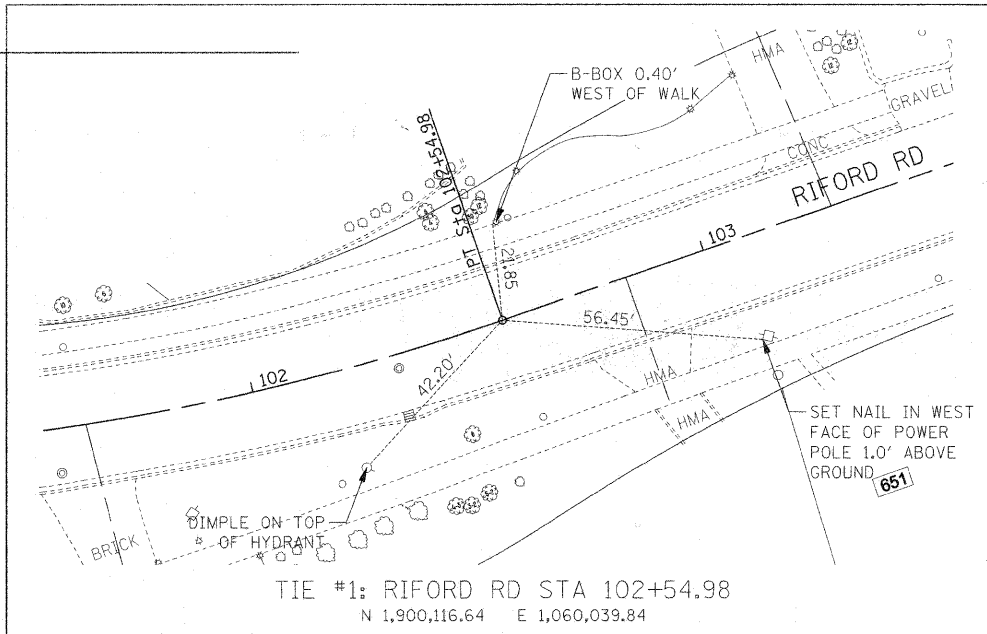 B-BOX 0.40'
WEST OF WALK
HMA
GRAVEL
CONC
RIFORD RD
PT Sta 102+54.98
21.85
103
56.45'
102
42.20'
HMA
HMA
SET NAIL IN WEST
FACE OF POWER
POLE 1.0' ABOVE
GROUND
651
DIMPLE ON TOP
OF HYDRANT
BRICK
TIE #1: RIFORD RD STA 102+54.98
N 1,900,116.64 E 1,060,039.84